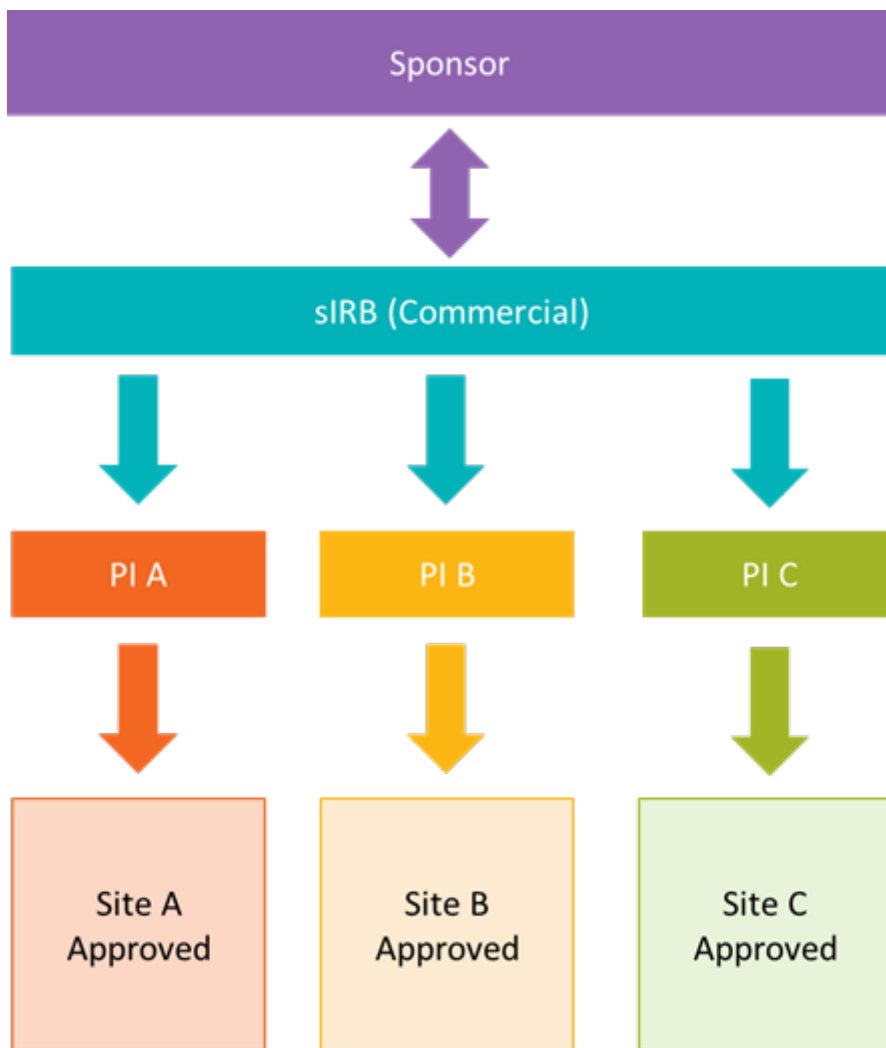 Sponsor
sIRB (Commercial)
PI A
PI B
PI C
Site A
Approved
Site B
Approved
Site C
Approved